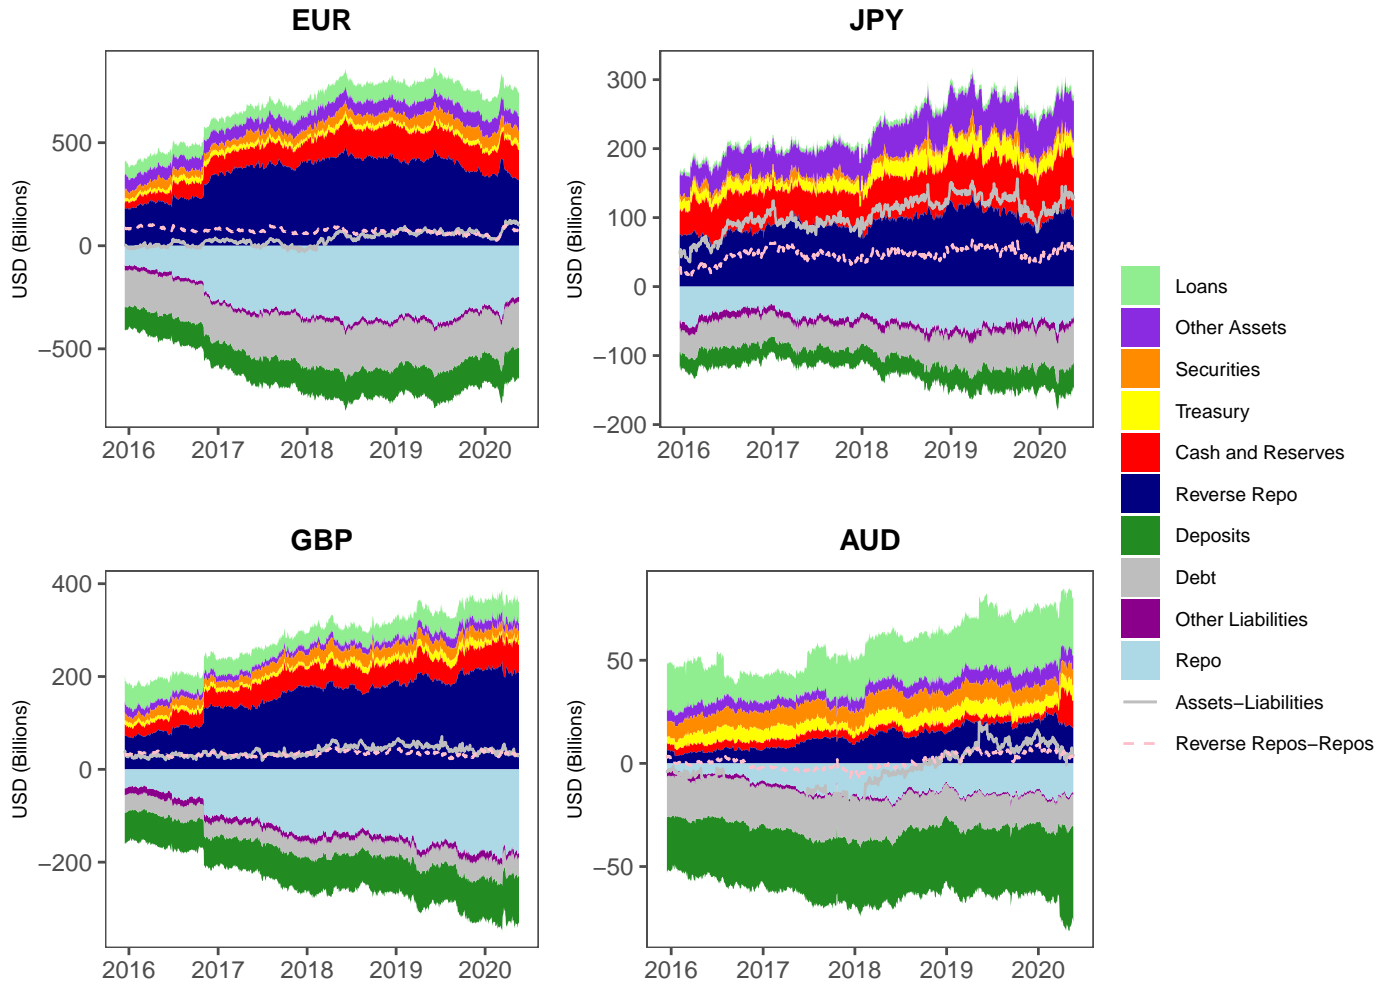 EUR
JPY
USD (Billions)
500
0
−500
2016
2017
2018
2019
2020
USD (Billions)
300
200
100
0
−100
−200
2016
2017
2018
2019
2020
GBP
AUD
USD (Billions)
400
200
0
−200
2016
2017
2018
2019
2020
USD (Billions)
50
0
−50
2016
2017
2018
2019
2020
Loans
Other Assets
Securities
Treasury
Cash and Reserves
Reverse Repo
Deposits
Debt
Other Liabilities
Repo
Assets−Liabilities
Reverse Repos−Repos